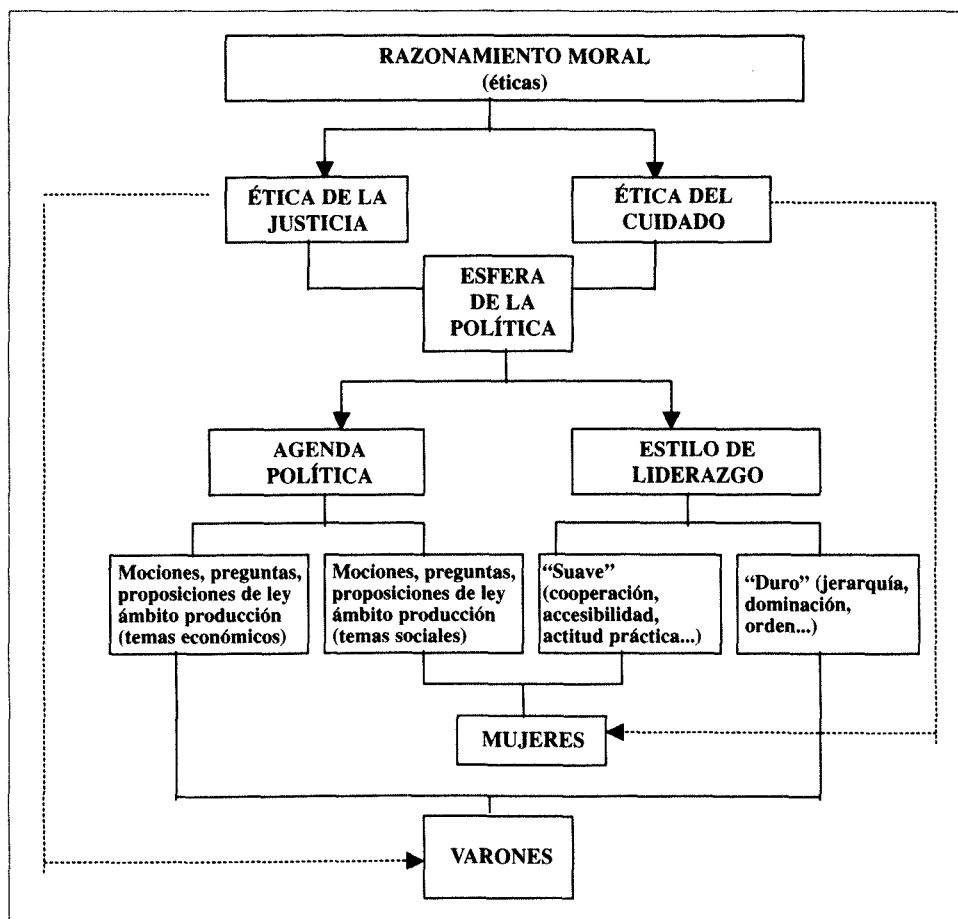 RAZONAMIENTO MORAL
(éticas)
ÉTICA DE LA
JUSTICIA
ÉTICA DEL
CUIDADO
ESFERA
DE LA
POLÍTICA
AGENDA
POLÍTICA
ESTILO DE
LIDERAZGO
Mociones, preguntas,
proposiciones de ley
ámbito producción
(temas económicos)
Mociones, preguntas,
proposiciones de ley
ámbito producción
(temas sociales)
“Suave”
(cooperación,
accesibilidad,
actitud práctica...)
“Duro” (jerarquía,
dominación,
orden...)
MUJERES
VARONES